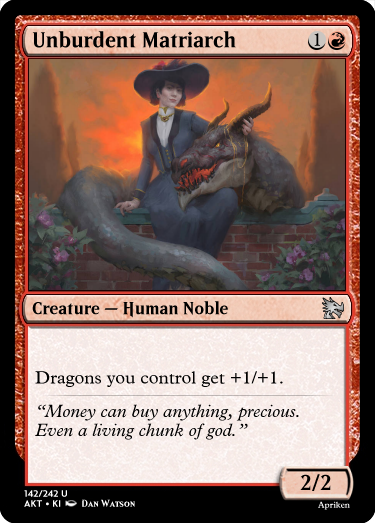 Unburdent Matriarch 1
Creature — Human Noble
Dragons you control get +1/+1.
“Money can buy anything, precious.
Even a living chunk of god.”
2/2
142/242 U
AKT • KI Dan Watson
Apriken